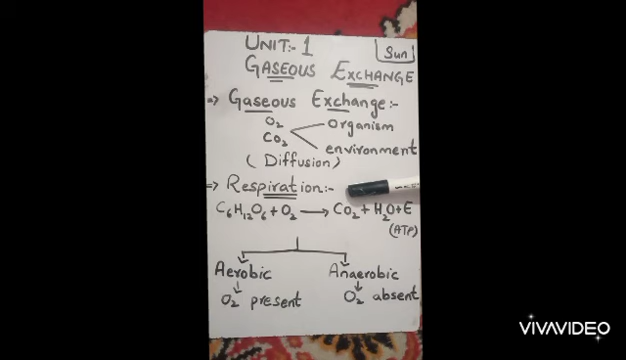 UNIT:- 1
Sun
GASEOUS EXCHANGE
=> Gaseous Exchange:-
O₂
CO₂
Organism
environment
( Diffusion )
=> Respiration:-
C₆H₁₂O₆ + O₂ → CO₂ + H₂O + E
(ATP)
Aerobic
Anaerobic
O₂ present
O₂ absent
VIVAVIDEO